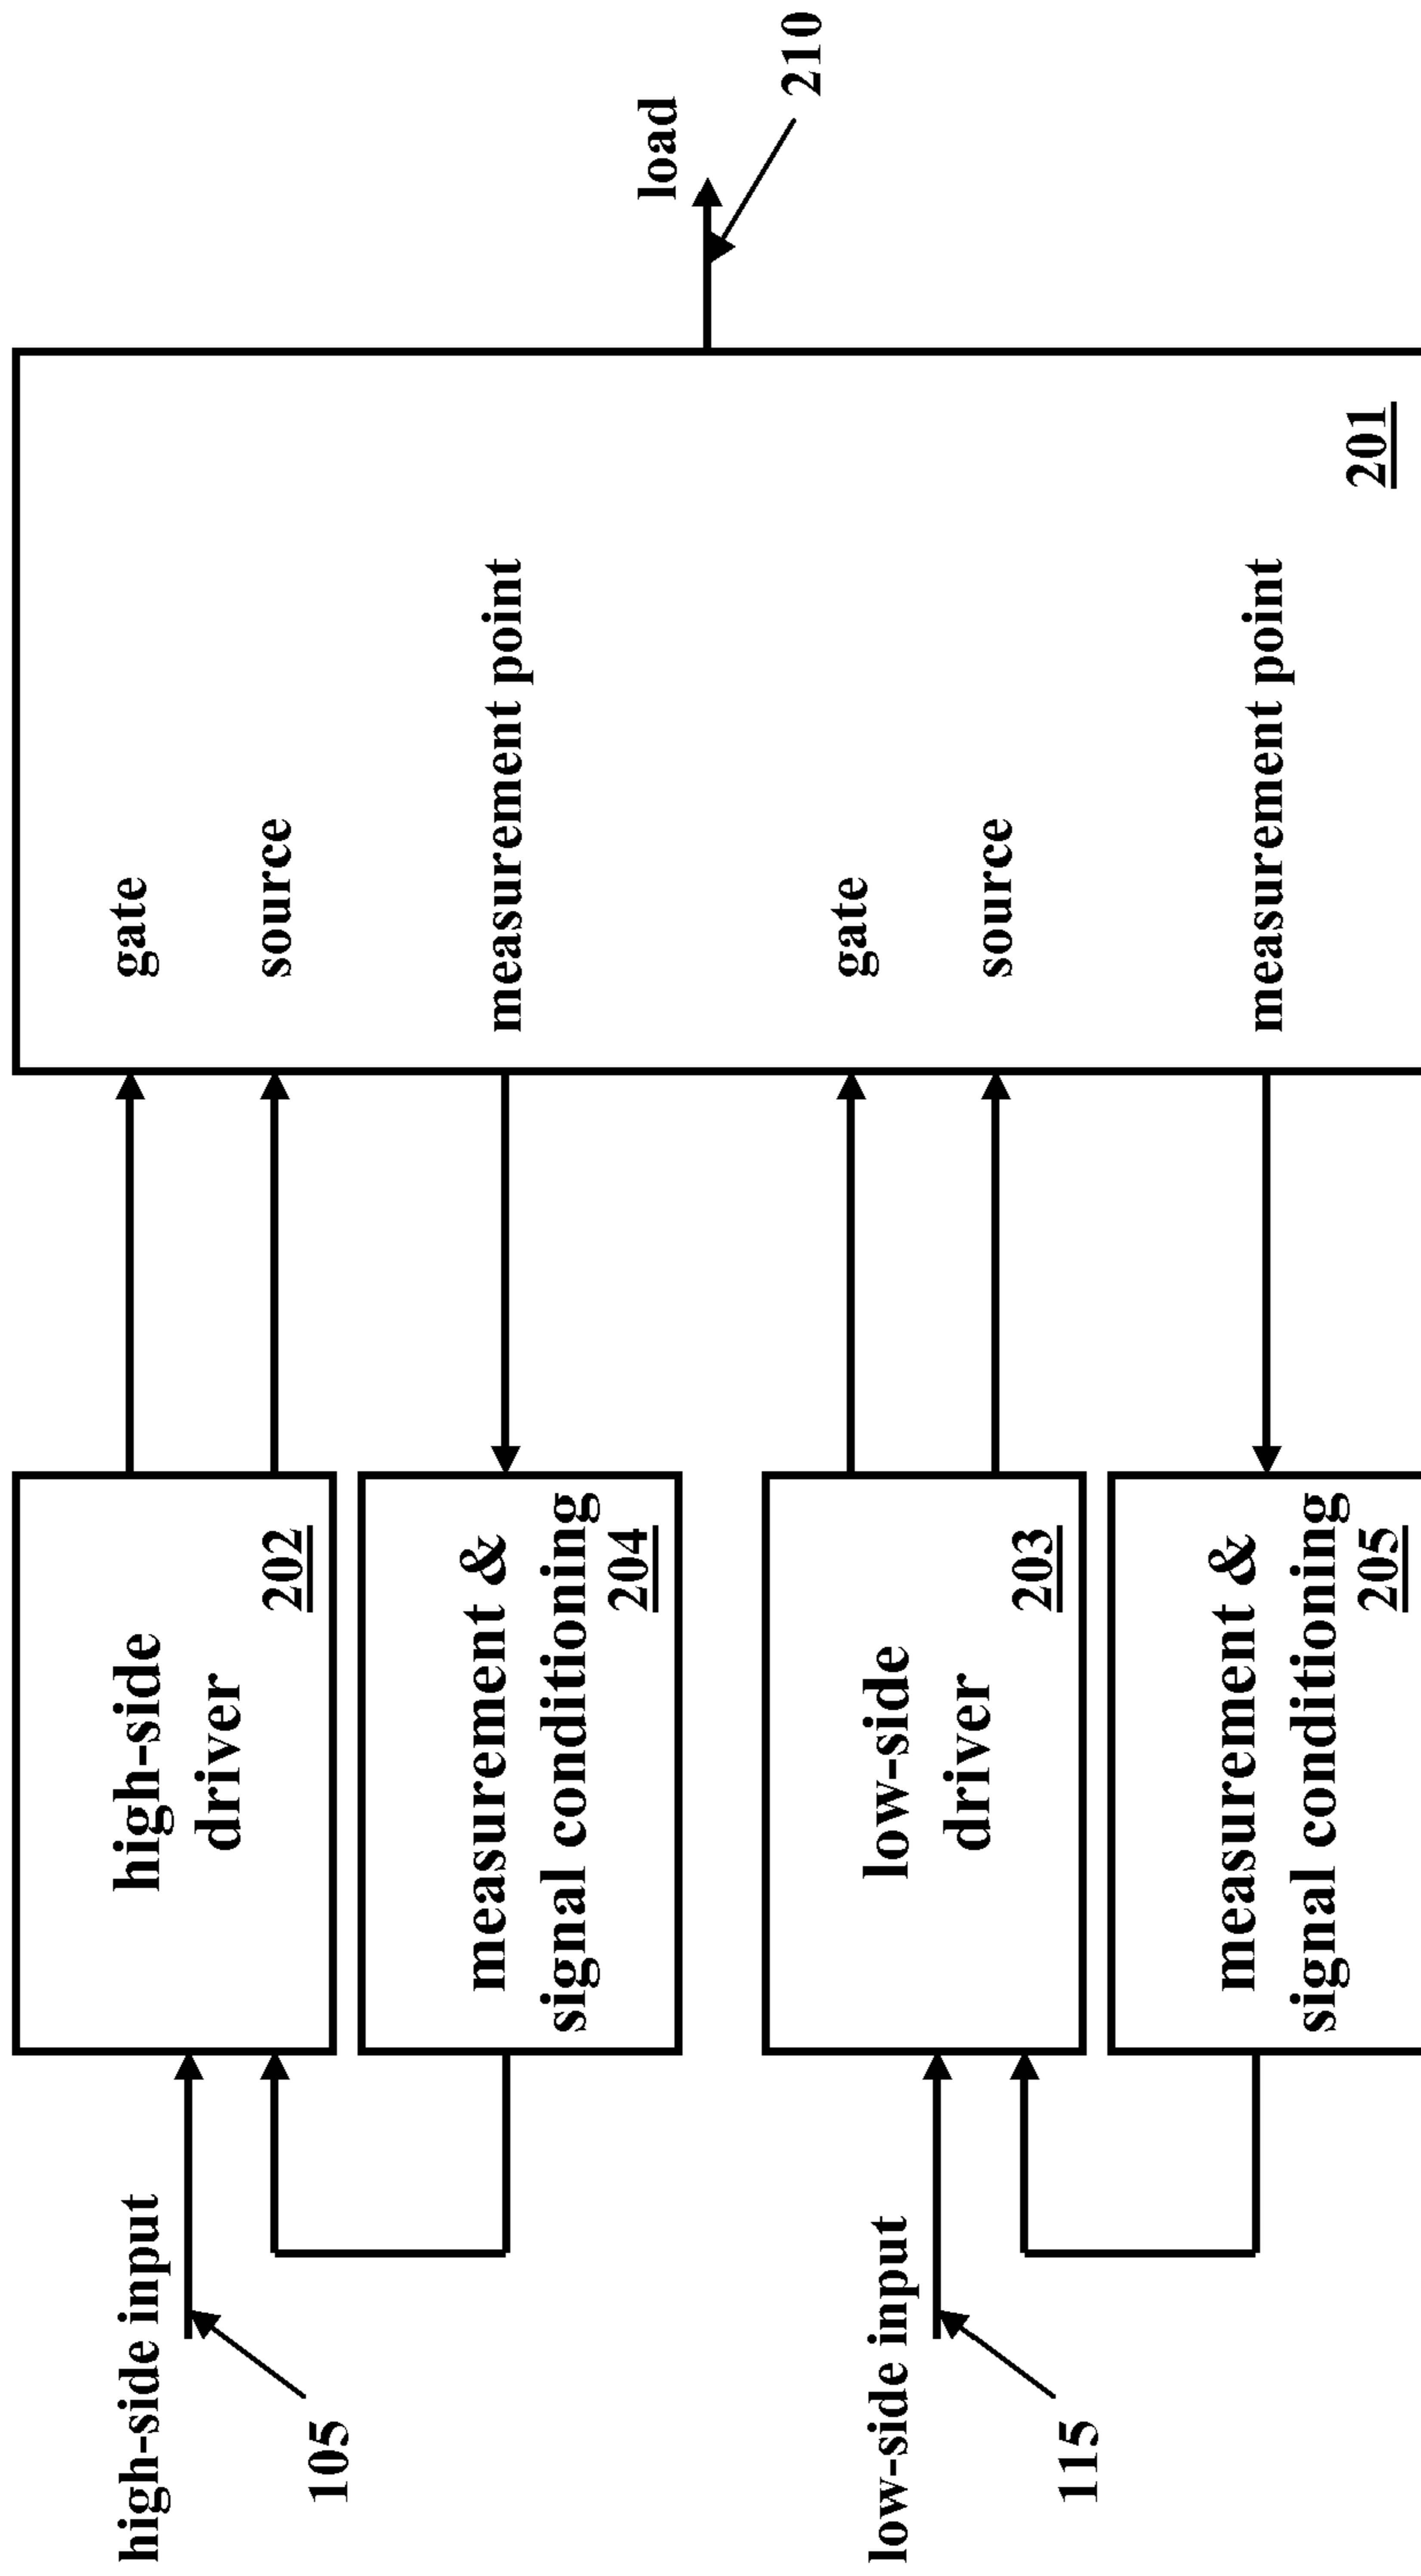 high-side input
105
high-side
driver
202
measurement &
signal conditioning
204
low-side input
115
low-side
driver
203
measurement &
signal conditioning
205
gate
source
measurement point
gate
source
measurement point
201
load
210